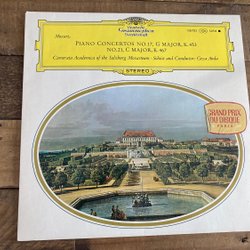 Deutsche
Grammophon
Gesellschaft
Mozart,
PIANO CONCERTOS NO.17, G MAJOR, K. 453
NO.21, C MAJOR, K. 467
Camerata Academica of the Salzburg Mozarteum · Soloist and Conductor: Géza Anda
STEREO
GRAND PRIX
DU DISQUE
PARIS